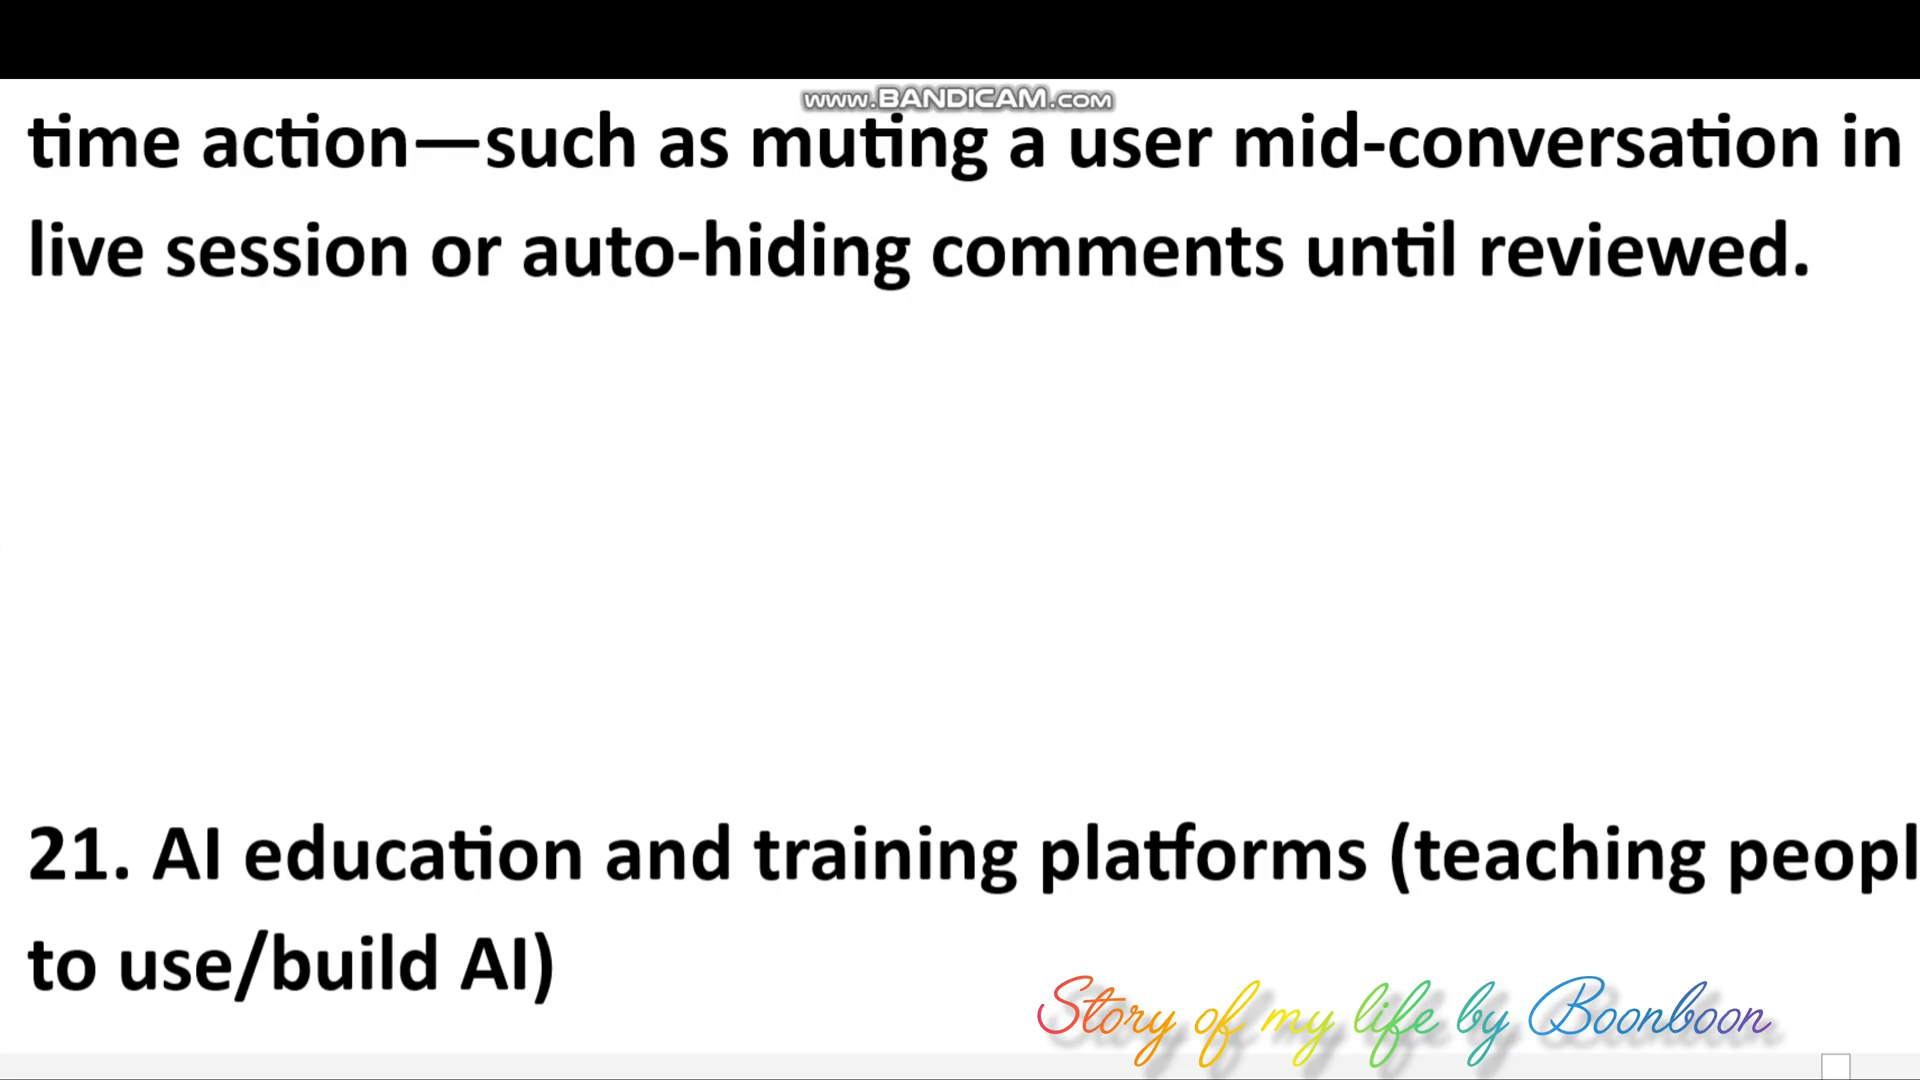 www.BANDICAM.com
time action—such as muting a user mid-conversation in
live session or auto-hiding comments until reviewed.
21. AI education and training platforms (teaching peopl
to use/build AI)
Story of my life by Boonboon